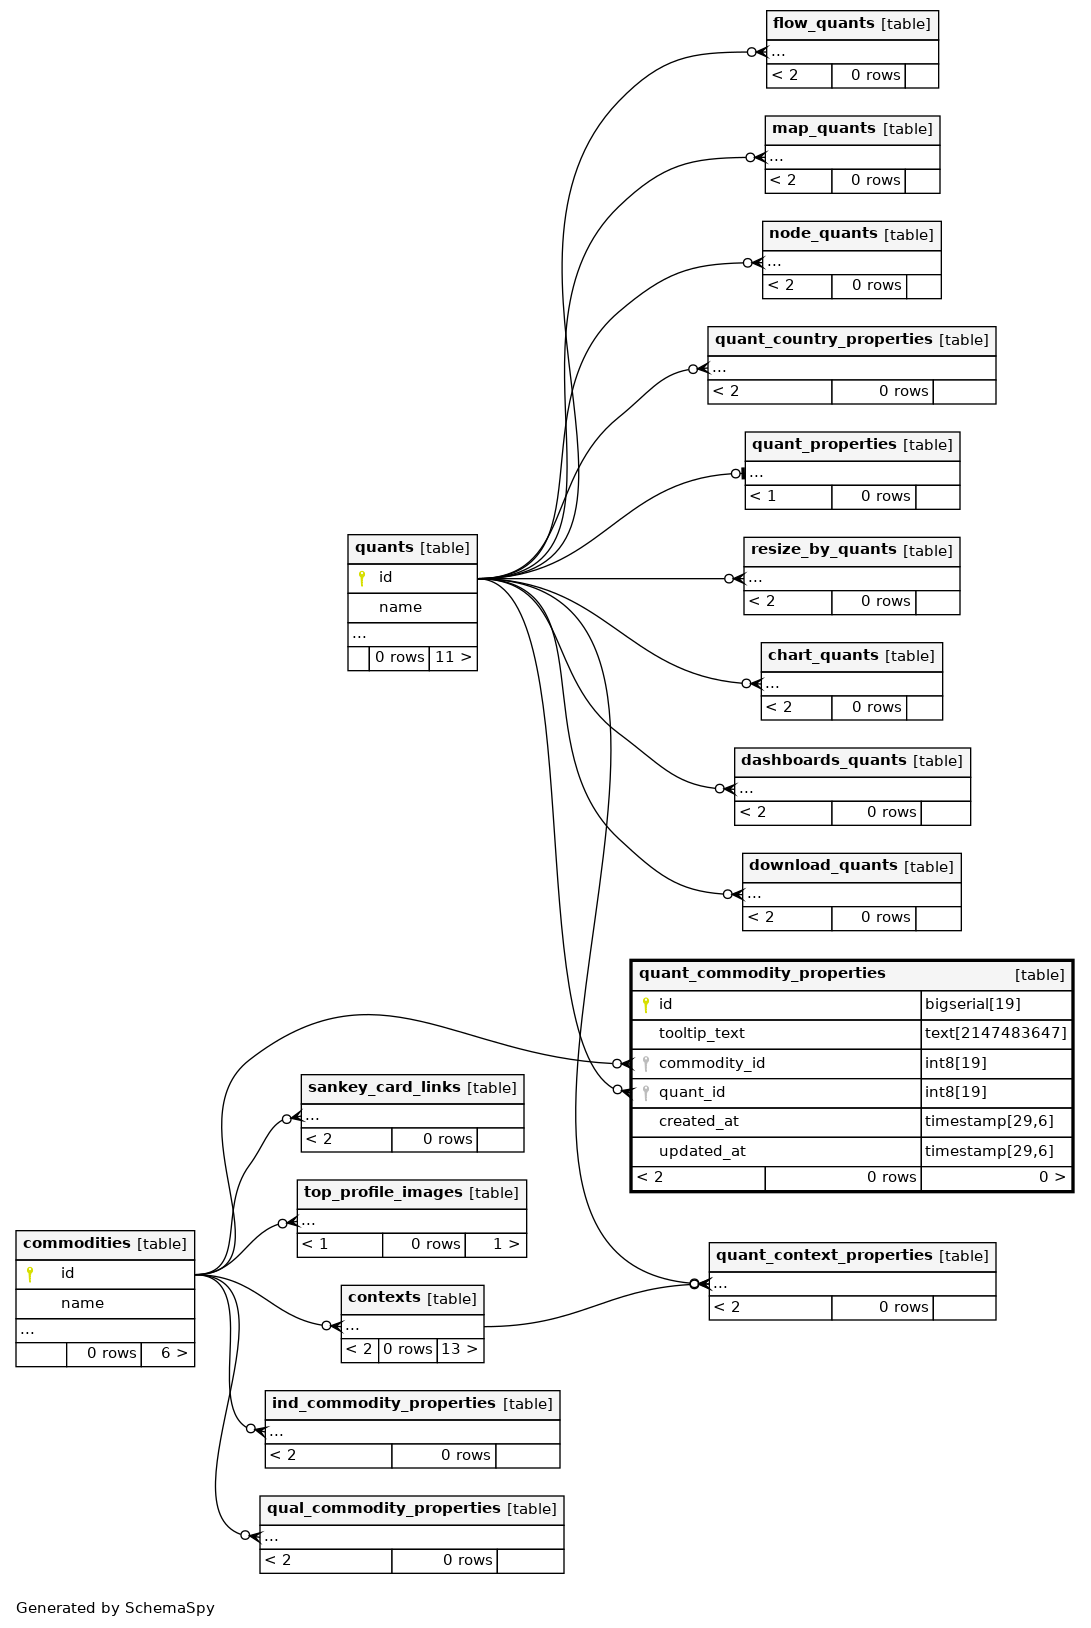 flow_quants [table]
...
< 2 0 rows
map_quants [table]
...
< 2 0 rows
node_quants [table]
...
< 2 0 rows
quant_country_properties [table]
...
< 2 0 rows
quant_properties [table]
...
< 1 0 rows
quants [table]
id
name
...
0 rows 11 >
resize_by_quants [table]
...
< 2 0 rows
chart_quants [table]
...
< 2 0 rows
dashboards_quants [table]
...
< 2 0 rows
download_quants [table]
...
< 2 0 rows
quant_commodity_properties [table]
id bigserial[19]
tooltip_text text[2147483647]
commodity_id int8[19]
quant_id int8[19]
created_at timestamp[29,6]
updated_at timestamp[29,6]
< 2 0 rows 0 >
sankey_card_links [table]
...
< 2 0 rows
top_profile_images [table]
...
< 1 0 rows 1 >
commodities [table]
id
name
...
0 rows 6 >
contexts [table]
...
< 2 0 rows 13 >
quant_context_properties [table]
...
< 2 0 rows
ind_commodity_properties [table]
...
< 2 0 rows
qual_commodity_properties [table]
...
< 2 0 rows
Generated by SchemaSpy